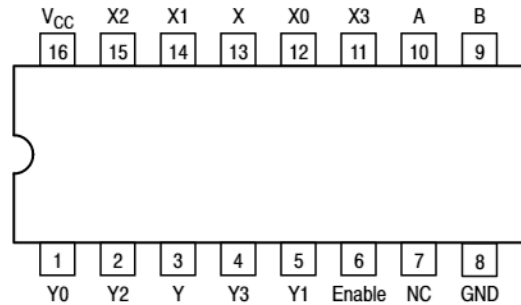 V_CC X2 X1 X X0 X3 A B
16 15 14 13 12 11 10 9
1 2 3 4 5 6 7 8
Y0 Y2 Y Y3 Y1 Enable NC GND